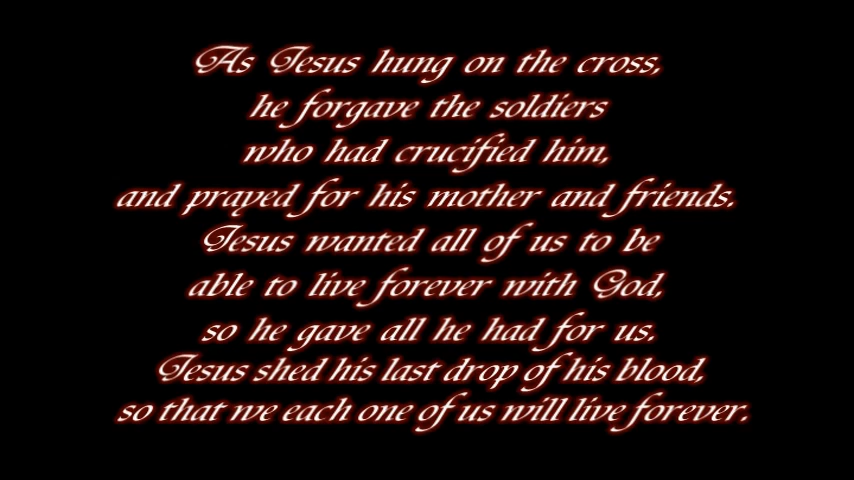 As Jesus hung on the cross,
he forgave the soldiers
who had crucified him,
and prayed for his mother and friends.
Jesus wanted all of us to be
able to live forever with God,
so he gave all he had for us.
Jesus shed his last drop of his blood,
so that we each one of us will live forever.